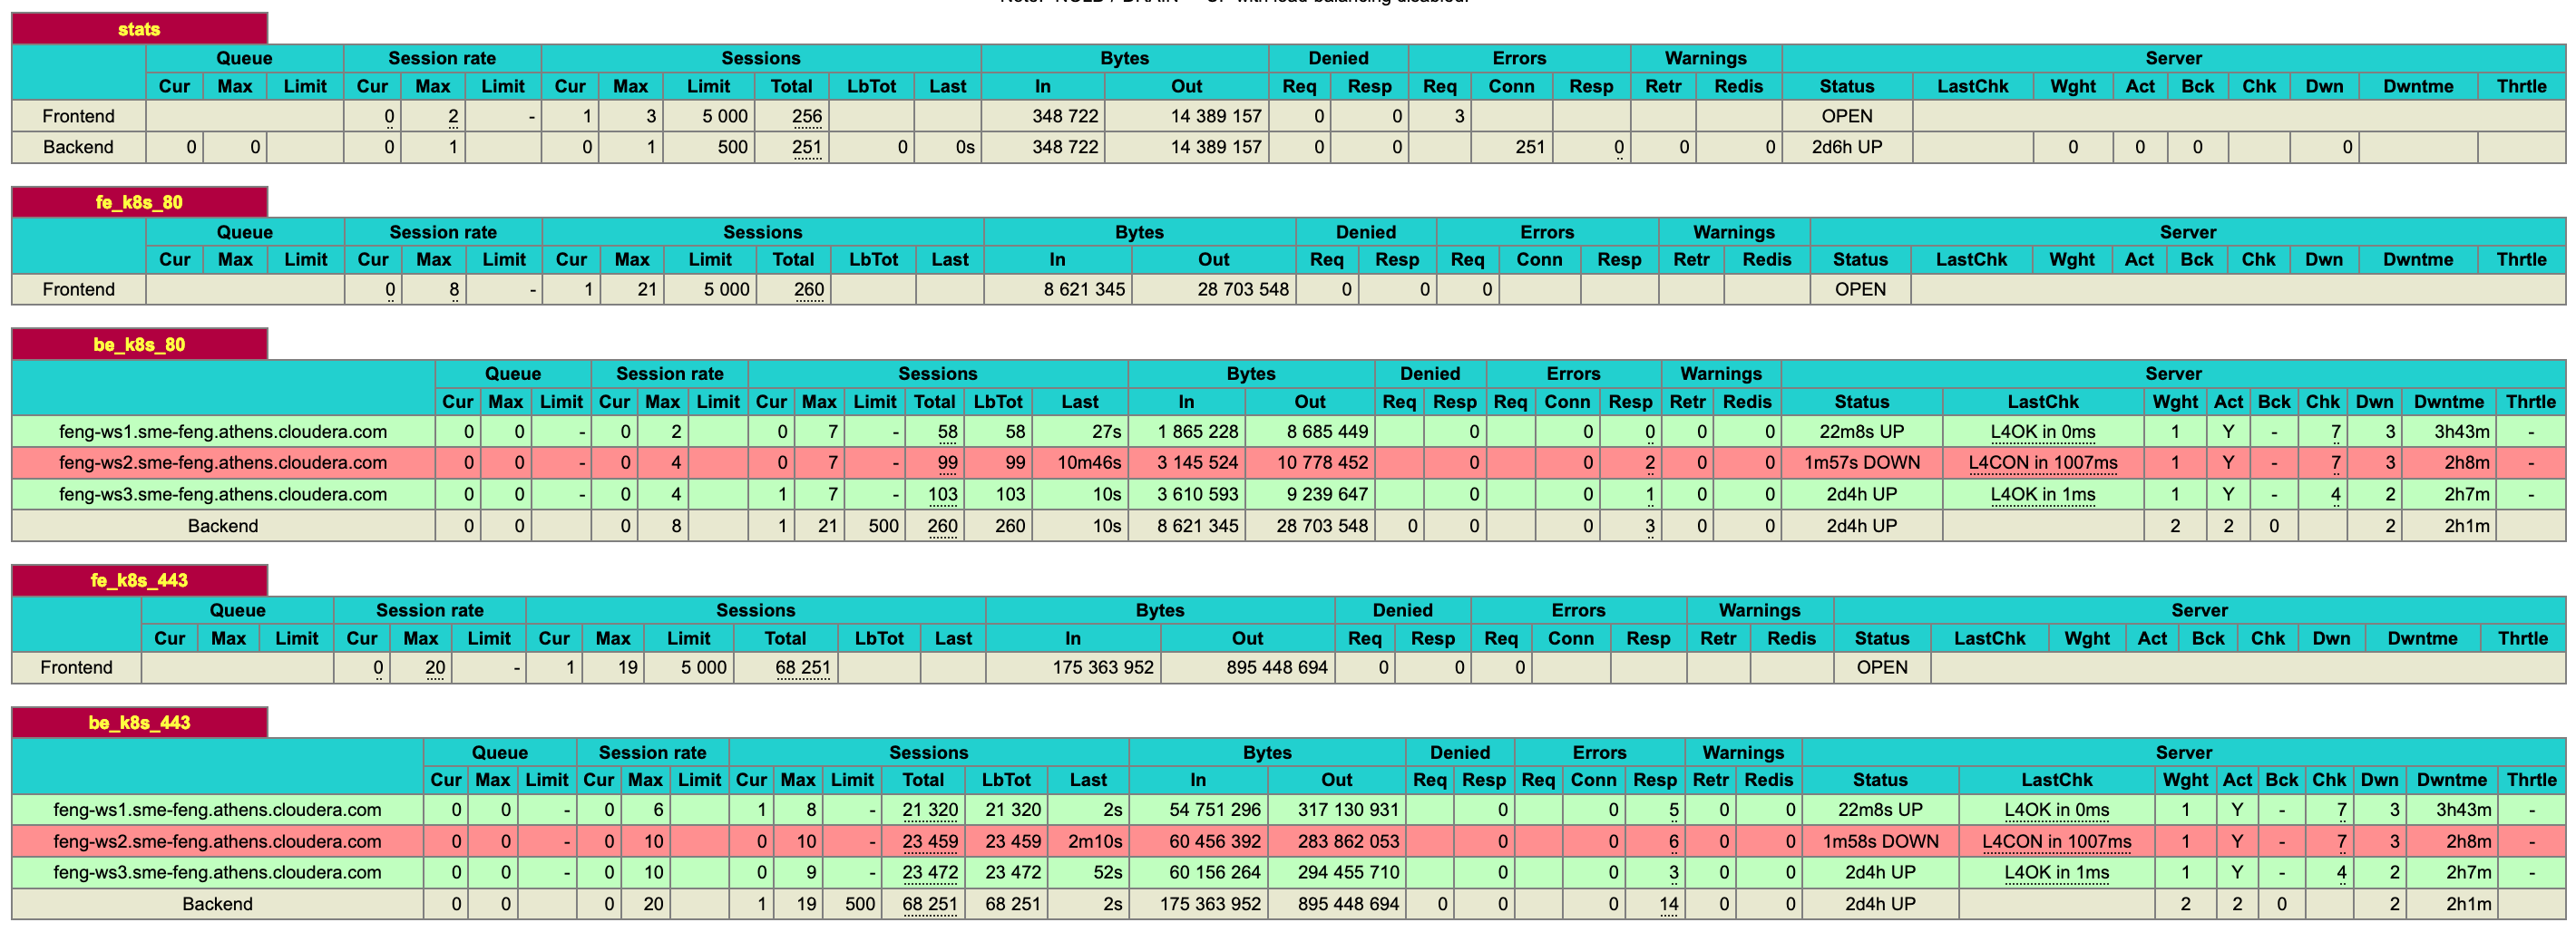 stats
Queue Session rate Sessions Bytes Denied Errors Warnings Server
Cur Max Limit Cur Max Limit Cur Max Limit Total LbTot Last In Out Req Resp Req Conn Resp Retr Redis Status LastChk Wght Act Bck Chk Dwn Dwntme Thrtle
Frontend 0 2 - 1 3 5 000 256 348 722 14 389 157 0 0 3 OPEN
Backend 0 0 0 1 0 1 500 251 0 0s 348 722 14 389 157 0 0 251 0 0 0 2d6h UP 0 0 0 0
fe_k8s_80
Queue Session rate Sessions Bytes Denied Errors Warnings Server
Cur Max Limit Cur Max Limit Cur Max Limit Total LbTot Last In Out Req Resp Req Conn Resp Retr Redis Status LastChk Wght Act Bck Chk Dwn Dwntme Thrtle
Frontend 0 8 - 1 21 5 000 260 8 621 345 28 703 548 0 0 0 OPEN
be_k8s_80
Queue Session rate Sessions Bytes Denied Errors Warnings Server
Cur Max Limit Cur Max Limit Cur Max Limit Total LbTot Last In Out Req Resp Req Conn Resp Retr Redis Status LastChk Wght Act Bck Chk Dwn Dwntme Thrtle
feng-ws1.sme-feng.athens.cloudera.com 0 0 - 0 2 0 7 - 58 58 27s 1 865 228 8 685 449 0 0 0 0 0 22m8s UP L4OK in 0ms 1 Y - 7 3 3h43m -
feng-ws2.sme-feng.athens.cloudera.com 0 0 - 0 4 0 7 - 99 99 10m46s 3 145 524 10 778 452 0 0 2 0 0 1m57s DOWN L4CON in 1007ms 1 Y - 7 3 2h8m -
feng-ws3.sme-feng.athens.cloudera.com 0 0 - 0 4 1 7 - 103 103 10s 3 610 593 9 239 647 0 0 1 0 0 2d4h UP L4OK in 1ms 1 Y - 4 2 2h7m -
Backend 0 0 0 8 1 21 500 260 260 10s 8 621 345 28 703 548 0 0 0 3 0 0 2d4h UP 2 2 0 2 2h1m
fe_k8s_443
Queue Session rate Sessions Bytes Denied Errors Warnings Server
Cur Max Limit Cur Max Limit Cur Max Limit Total LbTot Last In Out Req Resp Req Conn Resp Retr Redis Status LastChk Wght Act Bck Chk Dwn Dwntme Thrtle
Frontend 0 20 - 1 19 5 000 68 251 175 363 952 895 448 694 0 0 0 OPEN
be_k8s_443
Queue Session rate Sessions Bytes Denied Errors Warnings Server
Cur Max Limit Cur Max Limit Cur Max Limit Total LbTot Last In Out Req Resp Req Conn Resp Retr Redis Status LastChk Wght Act Bck Chk Dwn Dwntme Thrtle
feng-ws1.sme-feng.athens.cloudera.com 0 0 - 0 6 1 8 - 21 320 21 320 2s 54 751 296 317 130 931 0 0 5 0 0 22m8s UP L4OK in 0ms 1 Y - 7 3 3h43m -
feng-ws2.sme-feng.athens.cloudera.com 0 0 - 0 10 0 10 - 23 459 23 459 2m10s 60 456 392 283 862 053 0 0 6 0 0 1m58s DOWN L4CON in 1007ms 1 Y - 7 3 2h8m -
feng-ws3.sme-feng.athens.cloudera.com 0 0 - 0 10 0 9 - 23 472 23 472 52s 60 156 264 294 455 710 0 0 3 0 0 2d4h UP L4OK in 1ms 1 Y - 4 2 2h7m -
Backend 0 0 0 20 1 19 500 68 251 68 251 2s 175 363 952 895 448 694 0 0 0 14 0 0 2d4h UP 2 2 0 2 2h1m